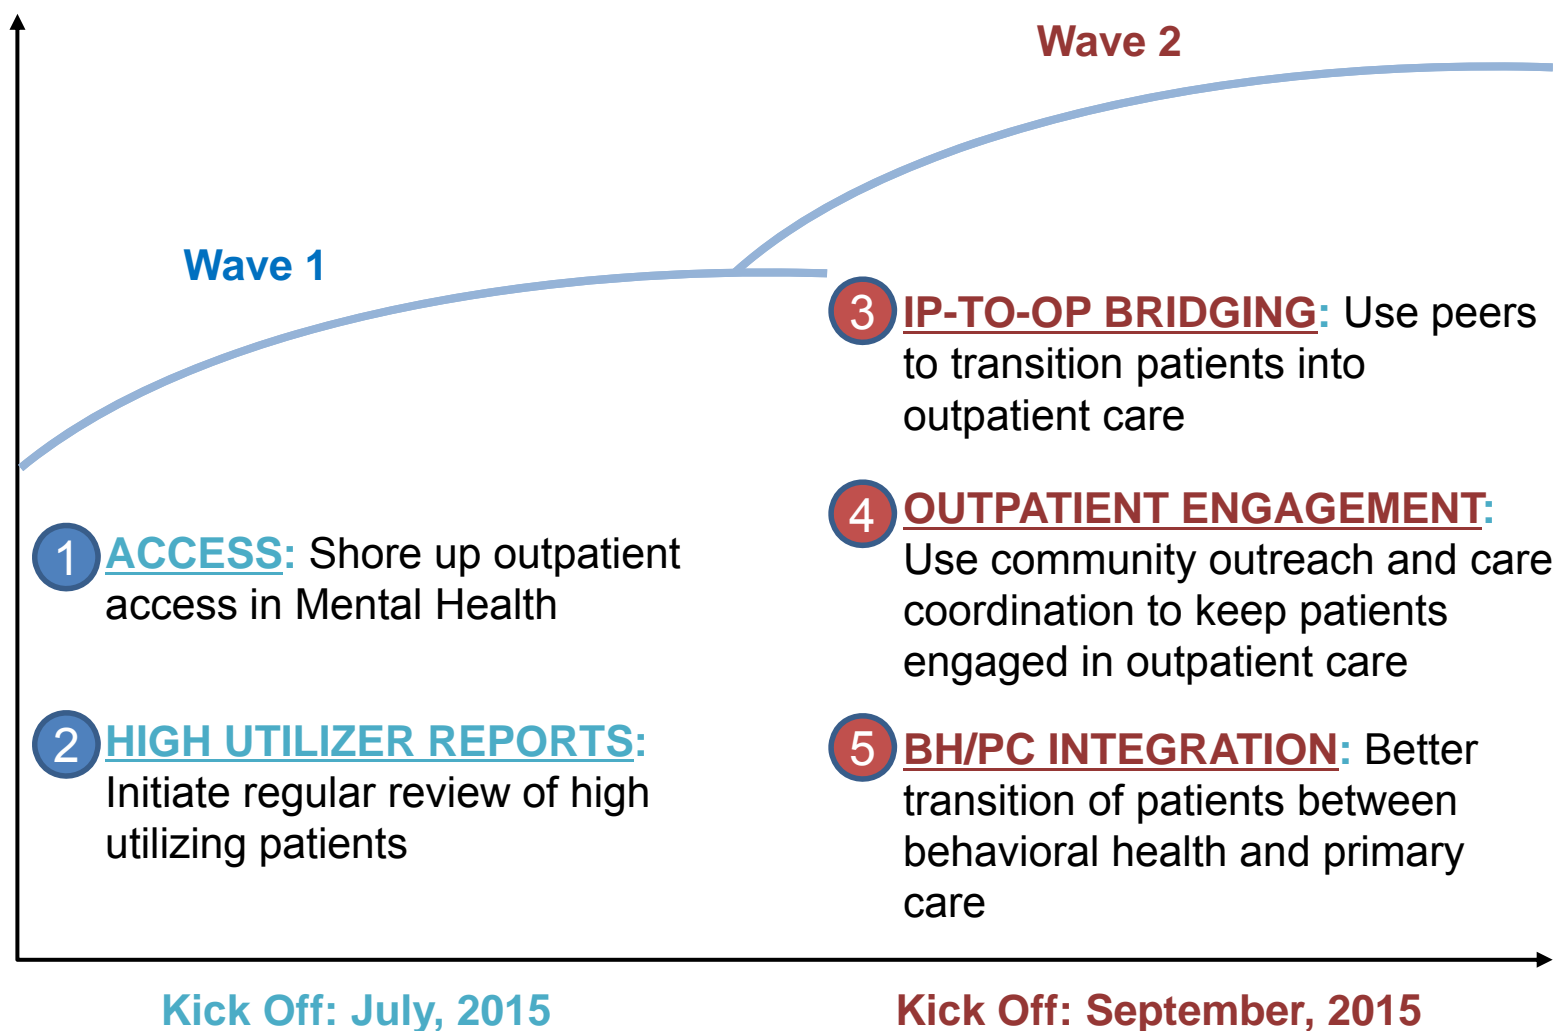 Wave 2
Wave 1
1 ACCESS: Shore up outpatient
access in Mental Health
2 HIGH UTILIZER REPORTS:
Initiate regular review of high
utilizing patients
3 IP-TO-OP BRIDGING: Use peers
to transition patients into
outpatient care
4 OUTPATIENT ENGAGEMENT:
Use community outreach and care
coordination to keep patients
engaged in outpatient care
5 BH/PC INTEGRATION: Better
transition of patients between
behavioral health and primary
care
Kick Off: July, 2015
Kick Off: September, 2015